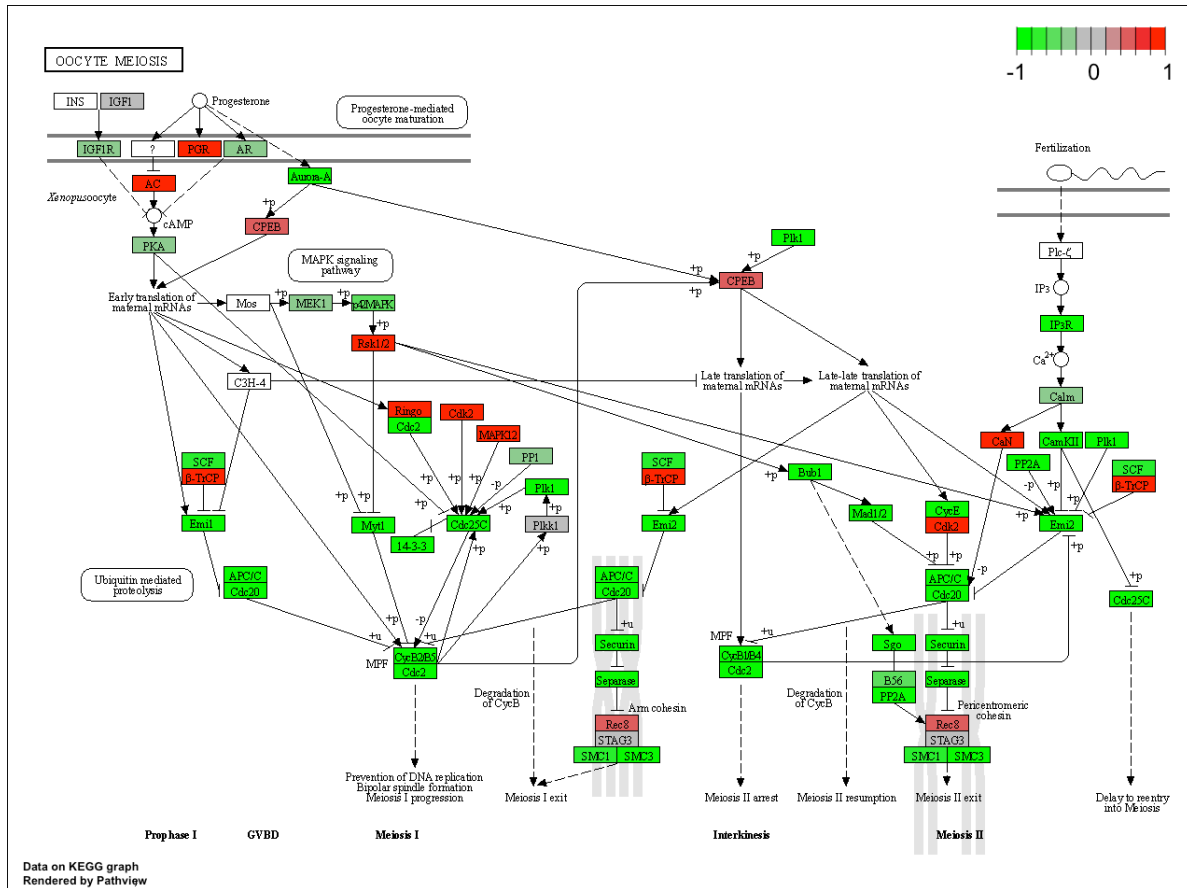 OOCYTE MEIOSIS
-1 0 1
INS
IGF1
Progesterone
Progesterone-mediated
oocyte maturation
IGF1R
?
PGR
AR
Fertilization
AC
Aurora-A
Xenopus oocyte
cAMP
+p
CPEB
PKA
Plk1
Plc-ζ
MAPK signaling
pathway
+p
+p
+p
CPEB
IP3
Early translation of
maternal mRNAs
Mos
+p
MEK1
+p
p42MAPK
IP3R
+p
Rsk1/2
Ca2+
C3H-4
Late translation of
maternal mRNAs
Late-late translation of
maternal mRNAs
Calm
Ringo
Cdc2
Cdk2
MAPK12
CaN
CamKII
Plk1
PP1
SCF
β-TrCP
SCF
β-TrCP
Bub1
PP2A
SCF
β-TrCP
+p
+p
+p
+p
-p
+p
Plk1
+p
-p
+p
+p
Emi1
Myt1
Cdc25C
+p
+p
Plkk1
Emi2
Mad1/2
CycE
Cdk2
+p
Emi2
14-3-3
+p
+p
+p
+p
+p
Ubiquitin mediated
proteolysis
APC/C
Cdc20
APC/C
Cdc20
APC/C
Cdc20
-p
+p
Cdc25C
+p
-p
+u
+u
+u
MPF
CycB2/B5
Cdc2
Securin
MPF
+u
CycB1/B4
Cdc2
Sgo
+u
Securin
Separase
B56
PP2A
Separase
Degradation
of CycB
Arm cohesin
Degradation
of CycB
Pericentromeric
cohesin
Rec8
STAG3
SMC1
SMC3
Rec8
STAG3
SMC1
SMC3
Prevention of DNA replication
Bipolar spindle formation
Meiosis I progression
Meiosis I exit
Meiosis II arrest
Meiosis II resumption
Meiosis II exit
Delay to reentry
into Meiosis
Prophase I
GVBD
Meiosis I
Interkinesis
Meiosis II
Data on KEGG graph
Rendered by Pathview